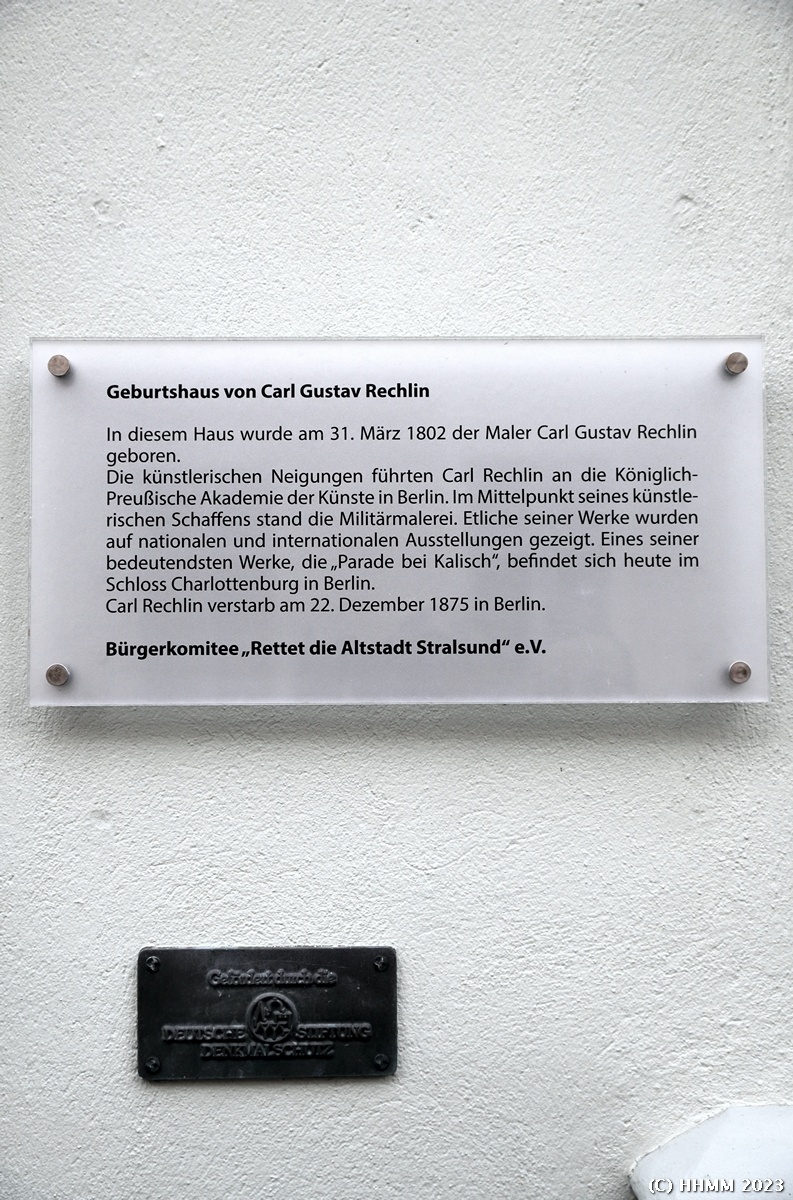 Geburtshaus von Carl Gustav Rechlin
In diesem Haus wurde am 31. März 1802 der Maler Carl Gustav Rechlin
geboren.
Die künstlerischen Neigungen führten Carl Rechlin an die Königlich-
Preußische Akademie der Künste in Berlin. Im Mittelpunkt seines künstle-
rischen Schaffens stand die Militärmalerei. Etliche seiner Werke wurden
auf nationalen und internationalen Ausstellungen gezeigt. Eines seiner
bedeutendsten Werke, die „Parade bei Kalisch“, befindet sich heute im
Schloss Charlottenburg in Berlin.
Carl Rechlin verstarb am 22. Dezember 1875 in Berlin.
Bürgerkomitee „Rettet die Altstadt Stralsund“ e.V.
Gefördert durch die
DEUTSCHE STIFTUNG
DENKMALSCHUTZ
(C) HHMM 2023